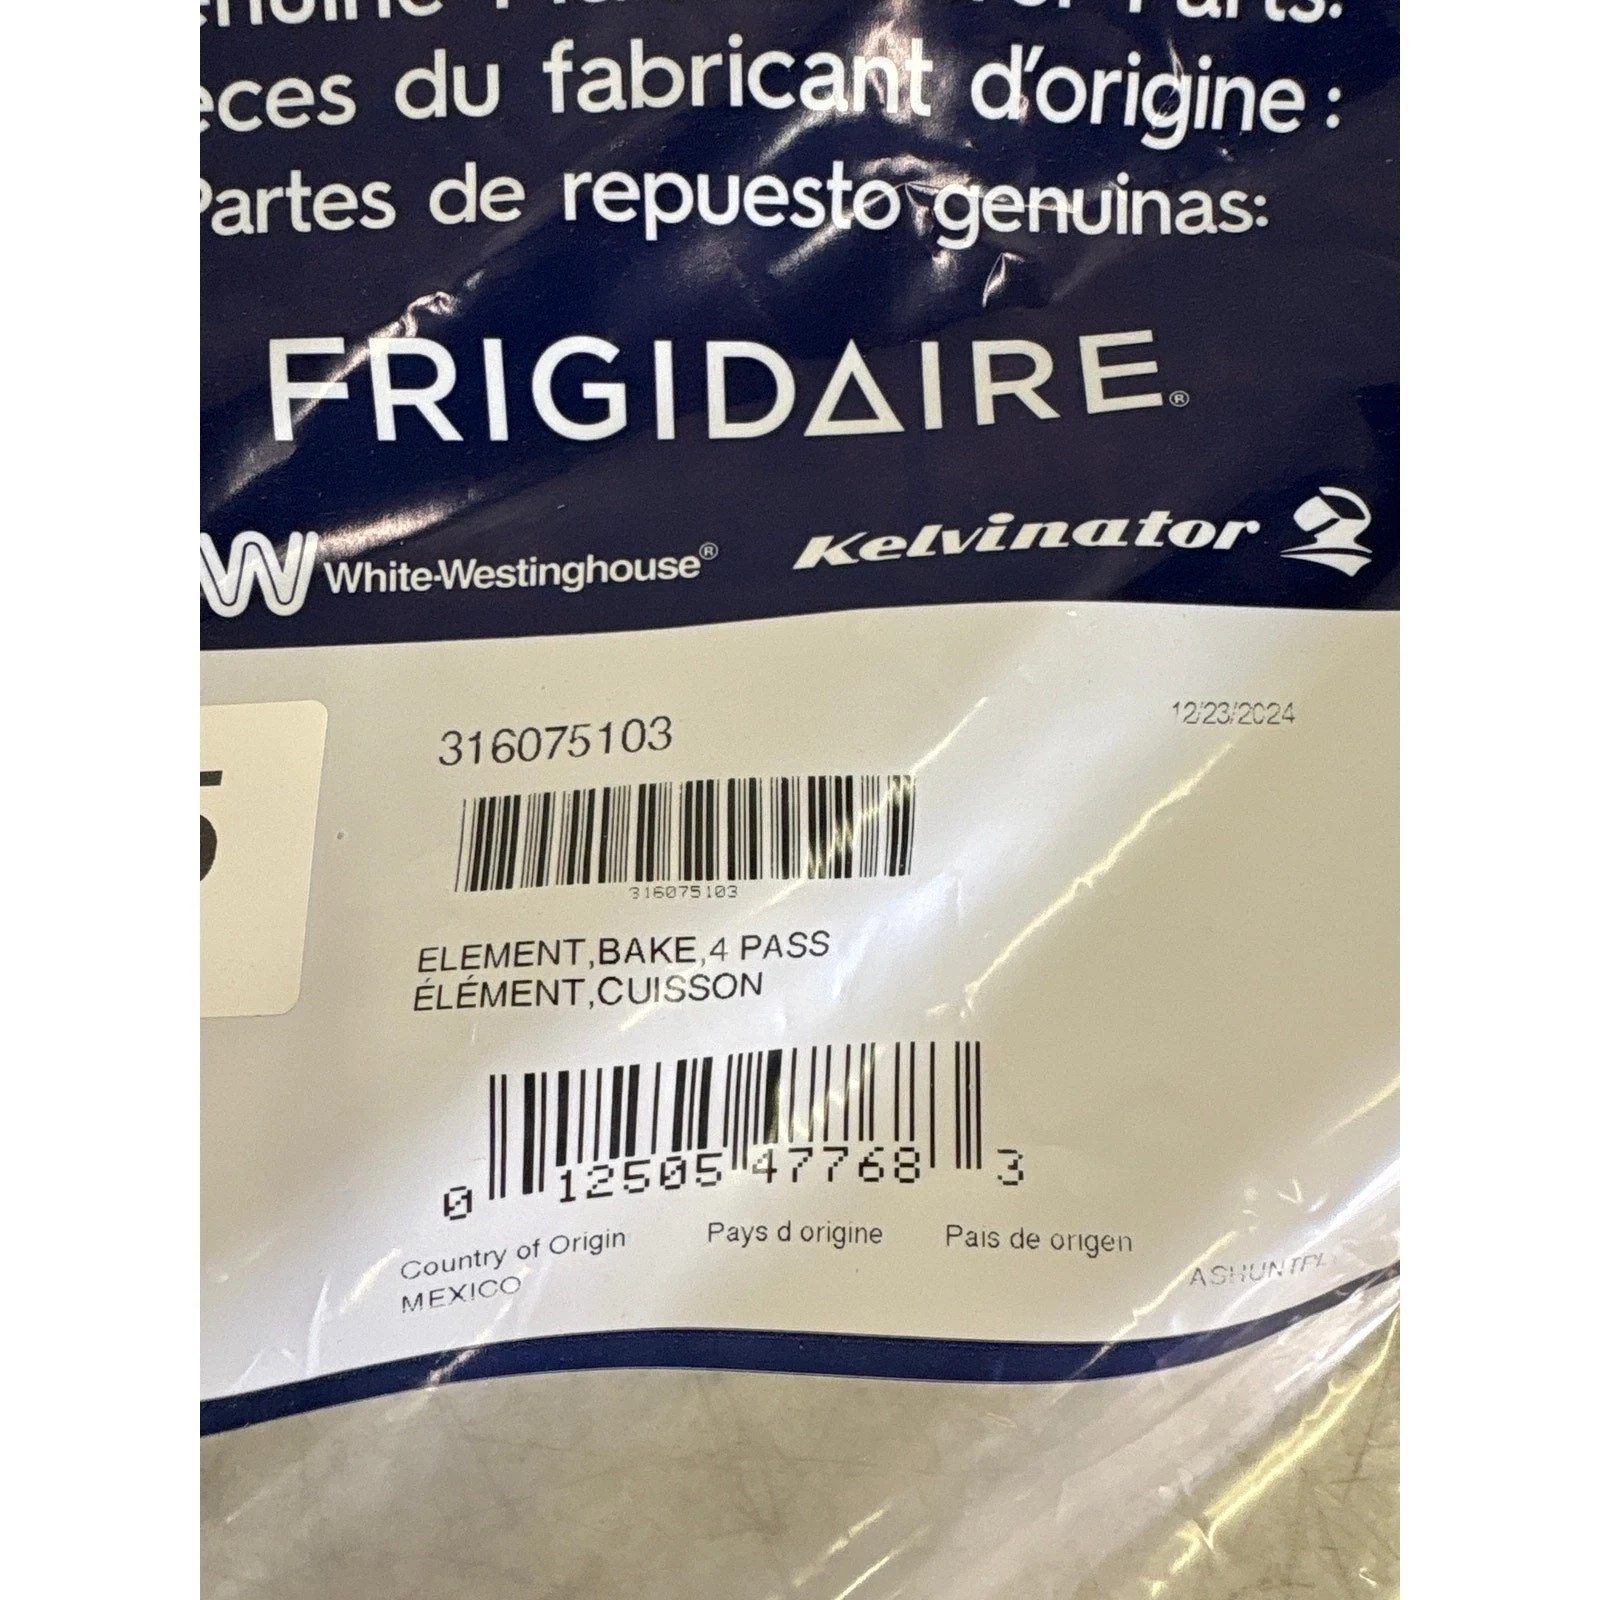 Parts:
du fabricant d'origine :
Partes de repuesto genuinas:
FRIGIDAIRE®
White-Westinghouse® Kelvinator
316075103
12/23/2024
316075103
ELEMENT,BAKE,4 PASS
ÉLÉMENT,CUISSON
0 12505 47768 3
Country of Origin Pays d origine Pais de origen
MEXICO